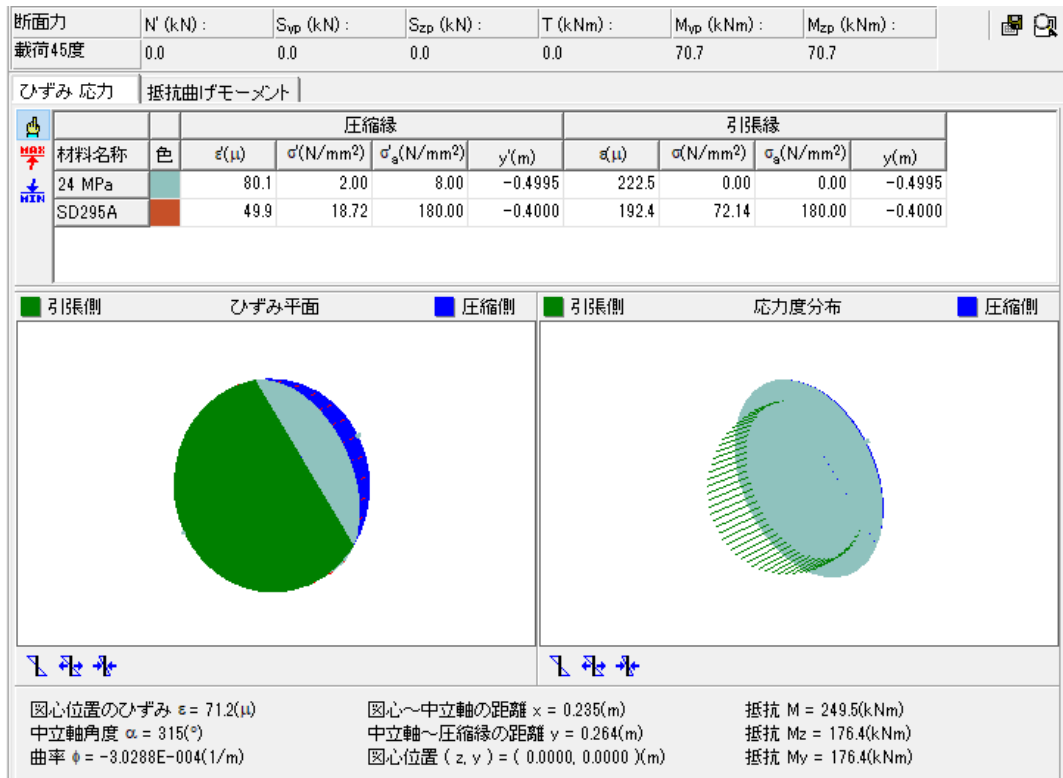 断面力 N' (kN) : Syp (kN) : Szp (kN) : T (kNm) : Myp (kNm) : Mzp (kNm) :
載荷45度 0.0 0.0 0.0 0.0 70.7 70.7
ひずみ 応力 抵抗曲げモーメント
圧縮縁 引張縁
MAX 材料名称 色 ε'(μ) σ'(N/mm²) σ'a(N/mm²) y'(m) ε(μ) σ(N/mm²) σa(N/mm²) y(m)
MIN 24 MPa 80.1 2.00 8.00 -0.4995 222.5 0.00 0.00 -0.4995
SD295A 49.9 18.72 180.00 -0.4000 192.4 72.14 180.00 -0.4000
引張側 ひずみ平面 圧縮側 引張側 応力度分布 圧縮側
図心位置のひずみ ε = 71.2(μ) 図心~中立軸の距離 x = 0.235(m) 抵抗 M = 249.5(kNm)
中立軸角度 α = 315(°) 中立軸~圧縮縁の距離 y = 0.264(m) 抵抗 Mz = 176.4(kNm)
曲率 φ = -3.0288E-004(1/m) 図心位置 ( z, y ) = ( 0.0000, 0.0000 )(m) 抵抗 My = 176.4(kNm)